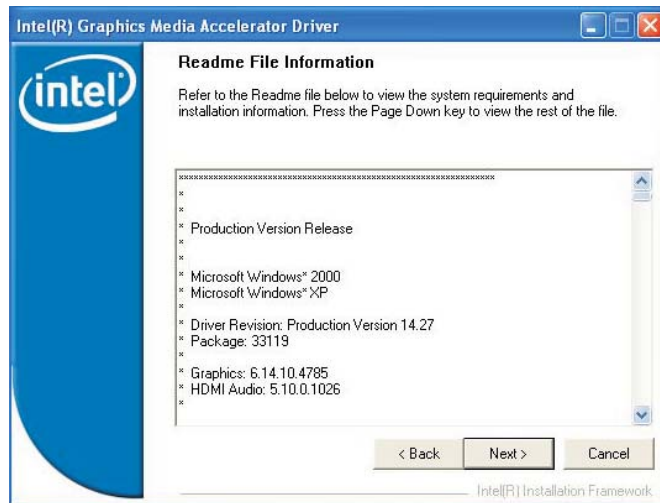 Intel(R) Graphics Media Accelerator Driver
intel
Readme File Information
Refer to the Readme file below to view the system requirements and
installation information. Press the Page Down key to view the rest of the file.
*****************************************************************
*
*
* Production Version Release
*
*
* Microsoft Windows* 2000
* Microsoft Windows* XP
*
* Driver Revision: Production Version 14.27
* Package: 33119
*
* Graphics: 6.14.10.4785
* HDMI Audio: 5.10.0.1026
*
< Back
Next >
Cancel
Intel(R) Installation Framework